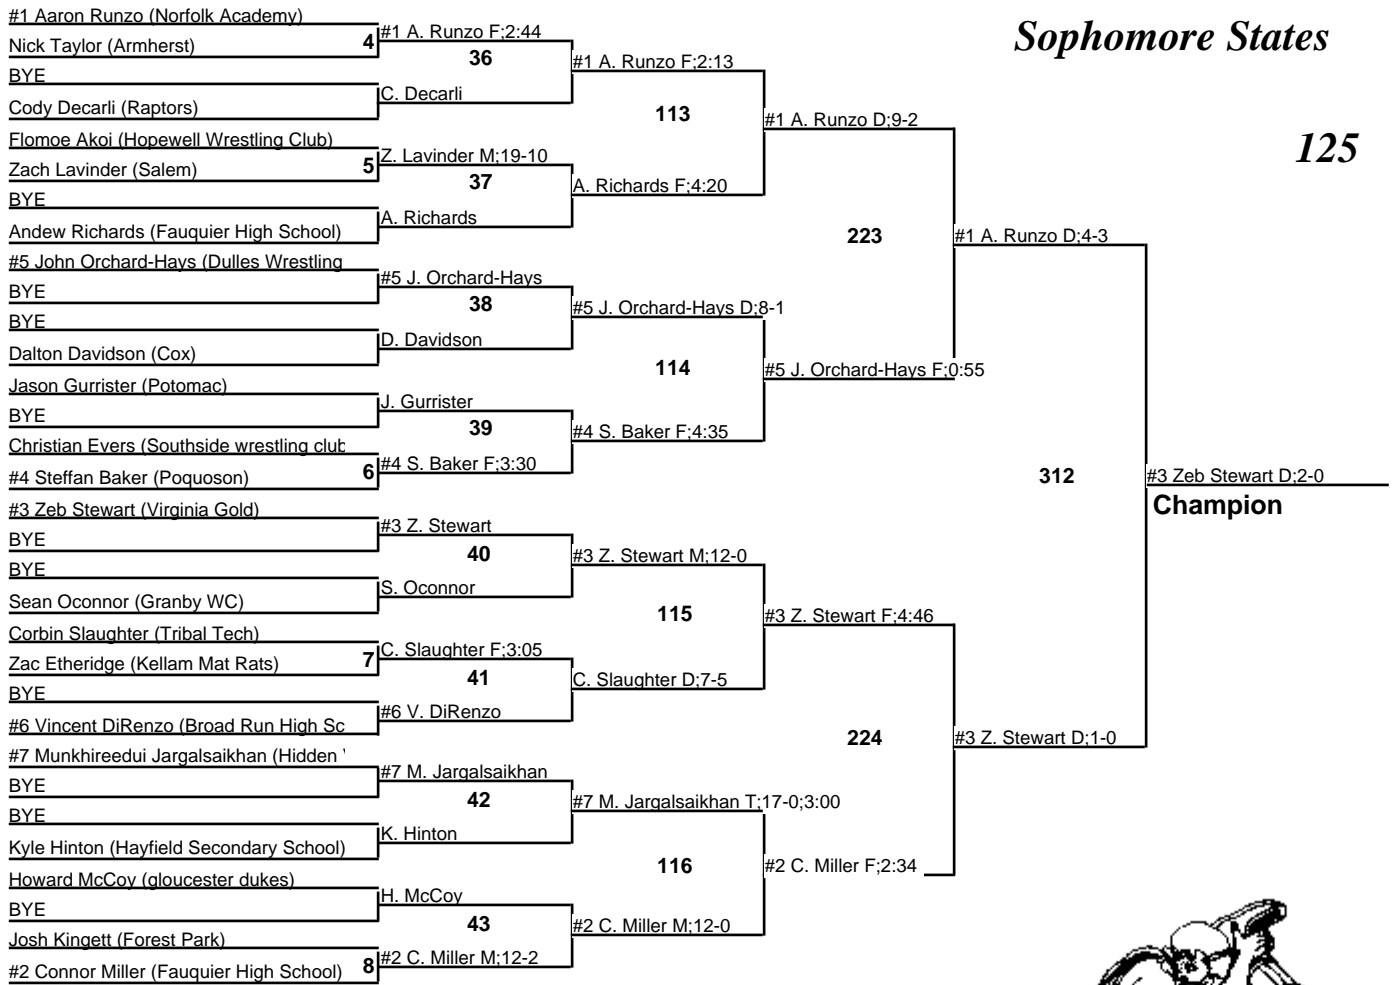 Sophomore States
125
#1 Aaron Runzo (Norfolk Academy)
Nick Taylor (Armherst)
BYE
Cody Decarli (Raptors)
Flomoe Akoi (Hopewell Wrestling Club)
Zach Lavinder (Salem)
BYE
Andew Richards (Fauquier High School)
#5 John Orchard-Hays (Dulles Wrestling
BYE
BYE
Dalton Davidson (Cox)
Jason Gurrister (Potomac)
BYE
Christian Evers (Southside wrestling club
#4 Steffan Baker (Poquoson)
#3 Zeb Stewart (Virginia Gold)
BYE
BYE
Sean Oconnor (Granby WC)
Corbin Slaughter (Tribal Tech)
Zac Etheridge (Kellam Mat Rats)
BYE
#6 Vincent DiRenzo (Broad Run High Sc
#7 Munkhireedui Jargalsaikhan (Hidden
BYE
BYE
Kyle Hinton (Hayfield Secondary School)
Howard McCoy (gloucester dukes)
BYE
Josh Kingett (Forest Park)
#2 Connor Miller (Fauquier High School)
4
5
6
7
8
#1 A. Runzo F;2:44
36
C. Decarli
Z. Lavinder M;19-10
37
A. Richards
#5 J. Orchard-Hays
38
D. Davidson
J. Gurrister
39
#4 S. Baker F;3:30
#3 Z. Stewart
40
S. Oconnor
C. Slaughter F;3:05
41
#6 V. DiRenzo
#7 M. Jargalsaikhan
42
K. Hinton
H. McCoy
43
#2 C. Miller M;12-2
#1 A. Runzo F;2:13
113
A. Richards F;4:20
#5 J. Orchard-Hays D;8-1
114
#4 S. Baker F;4:35
#3 Z. Stewart M;12-0
115
C. Slaughter D;7-5
#7 M. Jargalsaikhan T;17-0;3:00
116
#2 C. Miller M;12-0
#1 A. Runzo D;9-2
223
#5 J. Orchard-Hays F;0:55
#3 Z. Stewart F;4:46
224
#2 C. Miller F;2:34
#1 A. Runzo D;4-3
312
#3 Z. Stewart D;1-0
#3 Zeb Stewart D;2-0
Champion